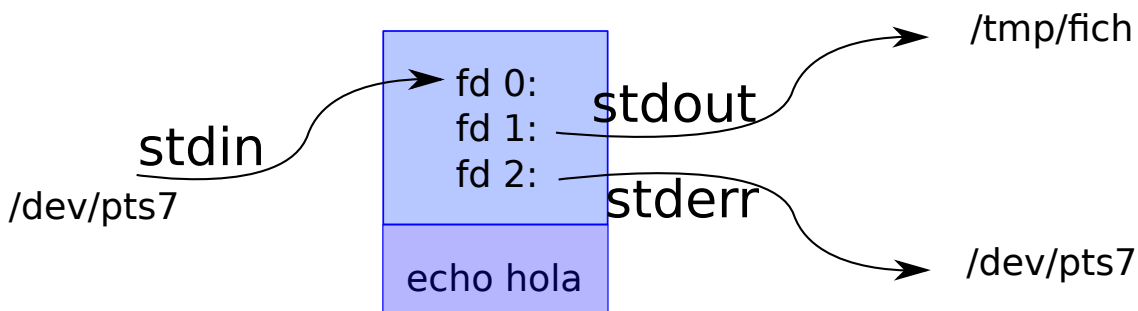 /tmp/fich
fd 0:
stdout
fd 1:
stdin
fd 2:
stderr
/dev/pts7
/dev/pts7
echo hola